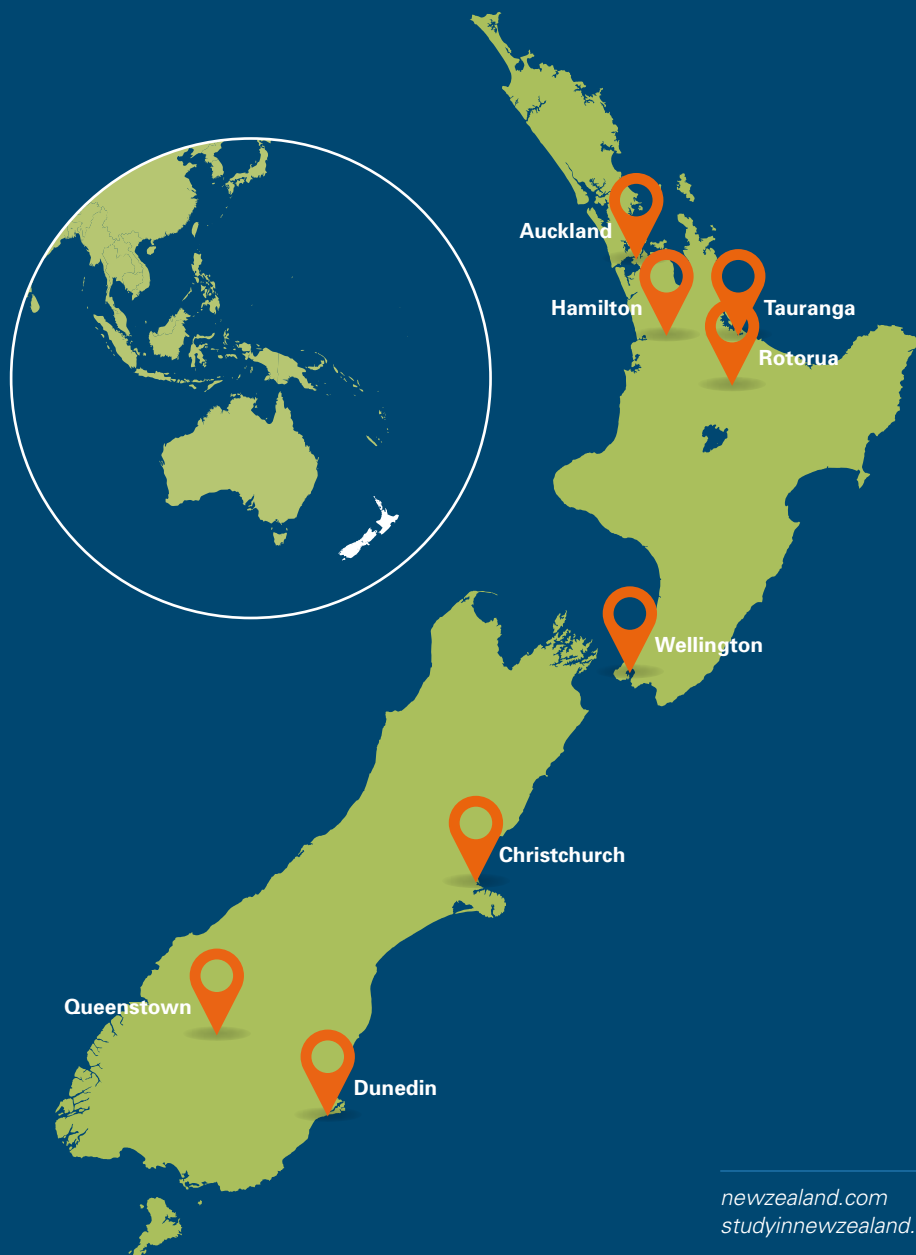 Auckland
Hamilton
Tauranga
Rotorua
Wellington
Christchurch
Queenstown
Dunedin
newzealand.com
studyinnewzealand.